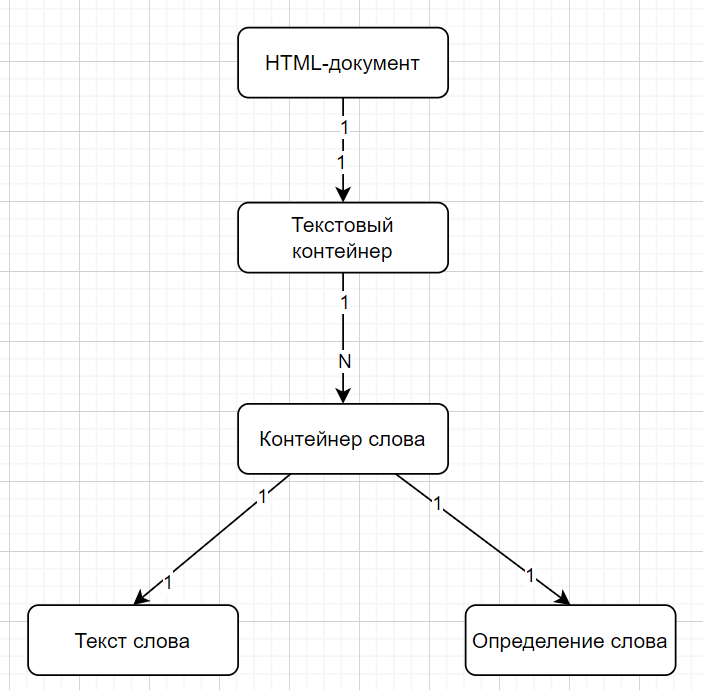 HTML-документ
1
1
Текстовый
контейнер
1
N
Контейнер слова
1
1
1
1
Текст слова
Определение слова